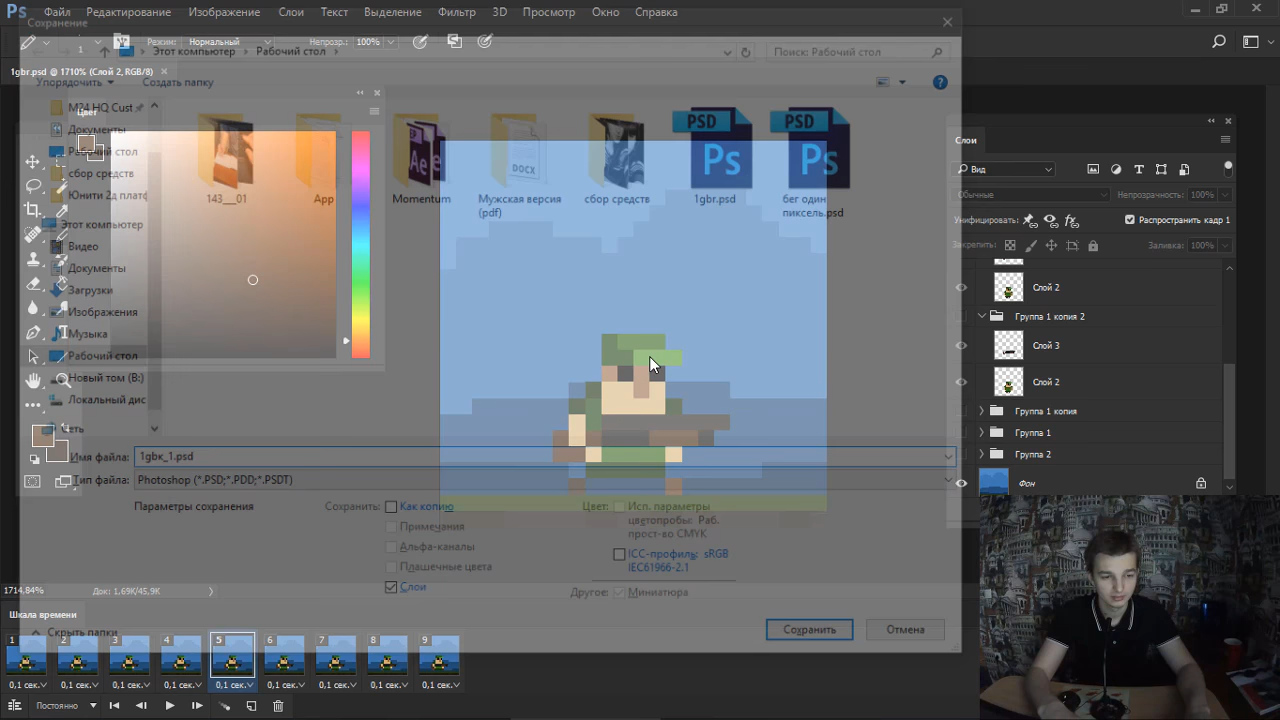 Ps Файл Редактирование Изображение Слои Текст Выделение Фильтр 3D Просмотр Окно Справка
Сохранение
1 Режим: Нормальный Непрозр.: 100%
Этот компьютер Рабочий стол Поиск: Рабочий стол
1gbr.psd @ 1710% (Слой 2, RGB/8)
Упорядочить Создать папку
M24 HQ Cust
Цвет
Документы
Рабочий стол
сбор средств
Юнити 2д платф
Этот компьютер
Видео
Документы
Загрузки
Изображения
Музыка
Рабочий стол
Новый том (B:)
Локальный дис
Сеть
143___01
App
Momentum
Мужская версия (pdf)
сбор средств
1gbr.psd
бег один пиксель.psd
Ae
DOCX
PSD
Ps
PSD
Ps
Имя файла: 1gbк_1.psd
Тип файла: Photoshop (*.PSD;*.PDD;*.PSDT)
Параметры сохранения
Сохранить: Как копию
Примечания
Альфа-каналы
Плашечные цвета
Слои
Цвет: Исп. параметры
цветопробы: Раб.
прост-во CMYK
ICC-профиль: sRGB
IEC61966-2.1
Другое: Миниатюра
Скрыть папки
Сохранить Отмена
Слои
Вид
Обычные Непрозрачность: 100%
Унифицировать: Распространить кадр 1
Закрепить: Заливка: 100%
Слой 2
Группа 1 копия 2
Слой 3
Слой 2
Группа 1 копия
Группа 1
Группа 2
Фон
1714,84% Док: 1.69K/45,9K
Шкала времени
1 2 3 4 5 6 7 8 9
0,1 сек. 0,1 сек. 0,1 сек. 0,1 сек. 0,1 сек. 0,1 сек. 0,1 сек. 0,1 сек. 0,1 сек.
Постоянно